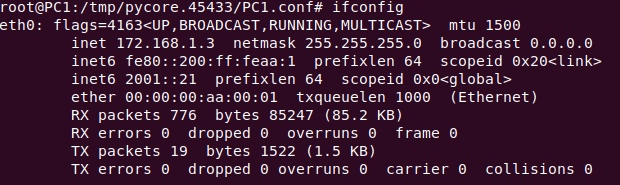 root@PC1:/tmp/pycore.45433/PC1.conf# ifconfig
eth0: flags=4163<UP,BROADCAST,RUNNING,MULTICAST>  mtu 1500
        inet 172.168.1.3  netmask 255.255.255.0  broadcast 0.0.0.0
        inet6 fe80::200:ff:feaa:1  prefixlen 64  scopeid 0x20<link>
        inet6 2001::21  prefixlen 64  scopeid 0x0<global>
        ether 00:00:00:aa:00:01  txqueuelen 1000  (Ethernet)
        RX packets 776  bytes 85247 (85.2 KB)
        RX errors 0  dropped 0  overruns 0  frame 0
        TX packets 19  bytes 1522 (1.5 KB)
        TX errors 0  dropped 0 overruns 0  carrier 0  collisions 0